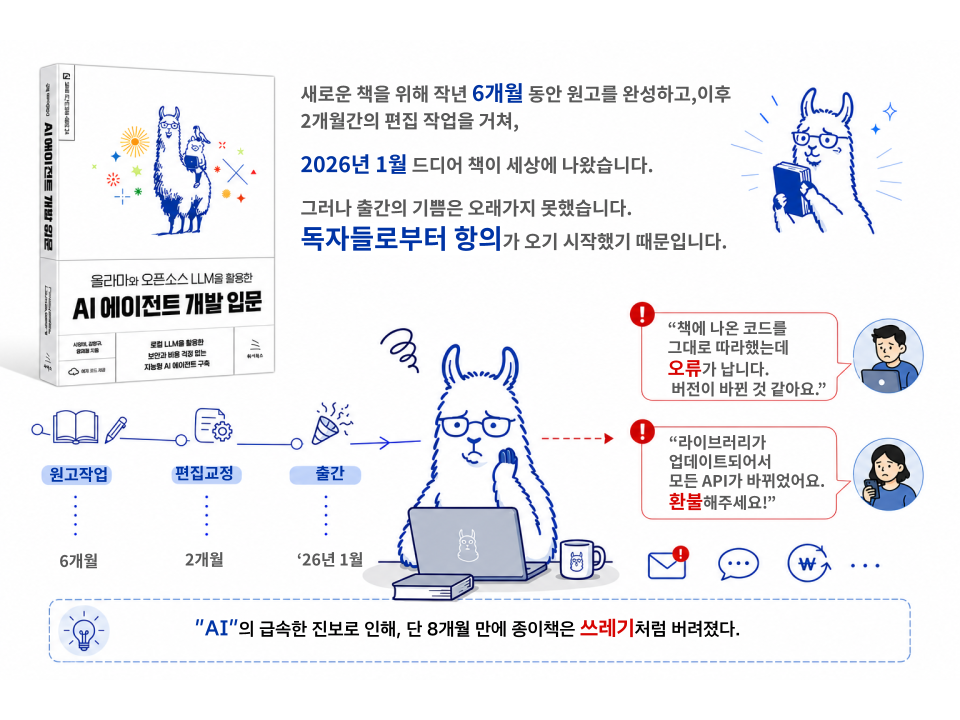 새로운 책을 위해 작년 6개월 동안 원고를 완성하고,이후
2개월간의 편집 작업을 거쳐,
2026년 1월 드디어 책이 세상에 나왔습니다.
그러나 출간의 기쁨은 오래가지 못했습니다.
독자들로부터 항의가 오기 시작했기 때문입니다.
AI 에이전트 개발 입문
올라마와 오픈소스 LLM을 활용한
AI 에이전트 개발 입문
로컬 LLM을 활용한
보안과 비용 걱정 없는
지능형 AI 에이전트 구축
예제 코드 제공
위키북스
“책에 나온 코드를
그대로 따라했는데
오류가 납니다.
버전이 바뀐 것 같아요.”
“라이브러리가
업데이트되어서
모든 API가 바뀌었어요.
환불해주세요!”
원고작업
편집교정
출간
6개월
2개월
‘26년 1월
"AI"의 급속한 진보로 인해, 단 8개월 만에 종이책은 쓰레기처럼 버려졌다.